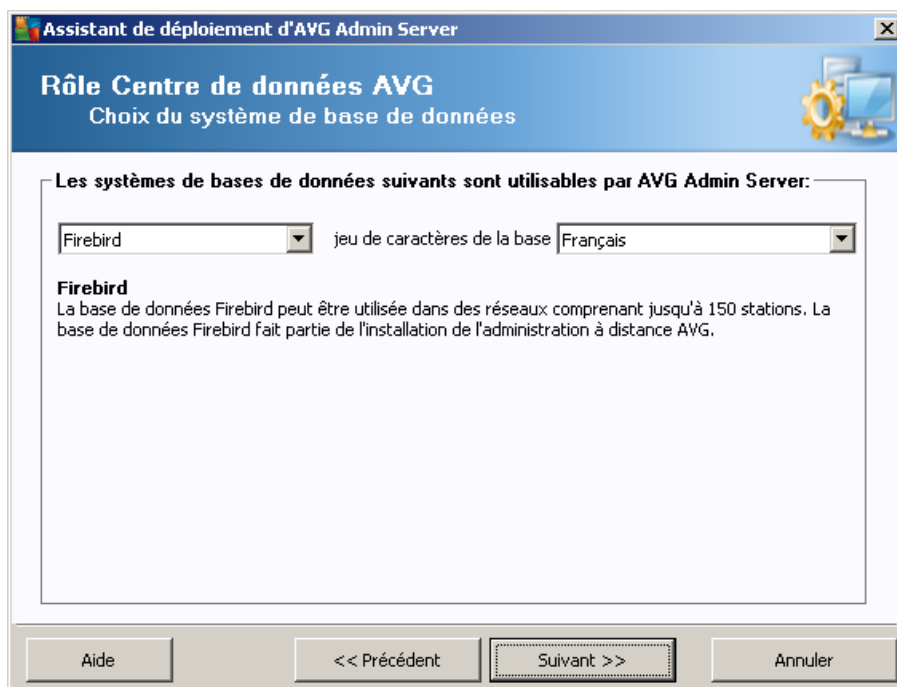 Assistant de déploiement d'AVG Admin Server
Rôle Centre de données AVG
Choix du système de base de données
Les systèmes de bases de données suivants sont utilisables par AVG Admin Server:
Firebird jeu de caractères de la base Français
Firebird
La base de données Firebird peut être utilisée dans des réseaux comprenant jusqu'à 150 stations. La
base de données Firebird fait partie de l'installation de l'administration à distance AVG.
Aide << Précédent Suivant >> Annuler